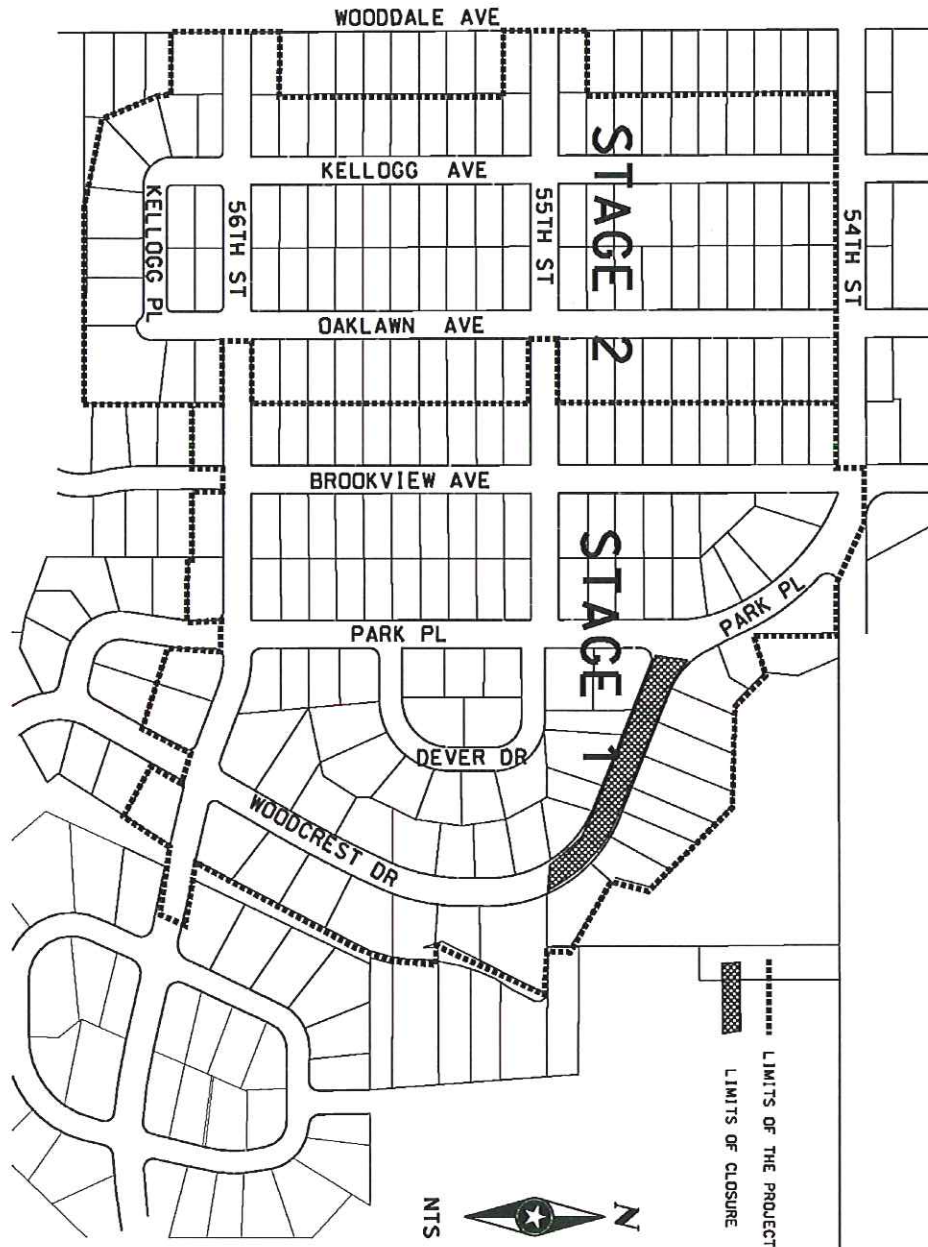 WOODDALE AVE
KELLOGG AVE
KELLOGG PL
56TH ST
55TH ST
54TH ST
STAGE 2
OAKLAWN AVE
BROOKVIEW AVE
STAGE 1
PARK PL
PARK PL
DEVER DR
WOODCREST DR
LIMITS OF THE PROJECT
LIMITS OF CLOSURE
N
NTS